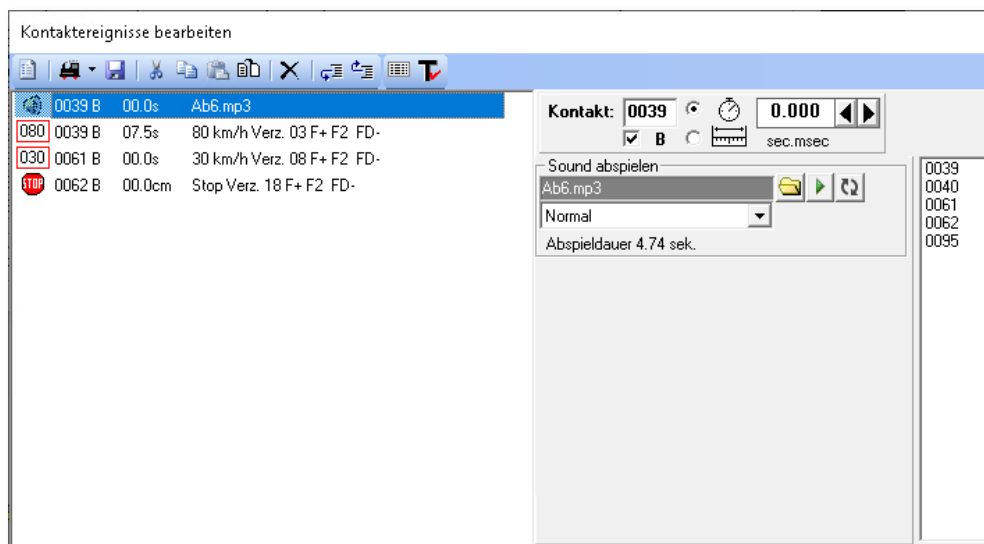 Kontaktereignisse bearbeiten
0039 B 00.0s Ab6.mp3
080 0039 B 07.5s 80 km/h Verz. 03 F+ F2 FD-
030 0061 B 00.0s 30 km/h Verz. 08 F+ F2 FD-
STOP 0062 B 00.0cm Stop Verz. 18 F+ F2 FD-
Kontakt: 0039 0.000
B sec.msec
Sound abspielen
Ab6.mp3
Normal
Abspieldauer 4.74 sek.
0039
0040
0061
0062
0095